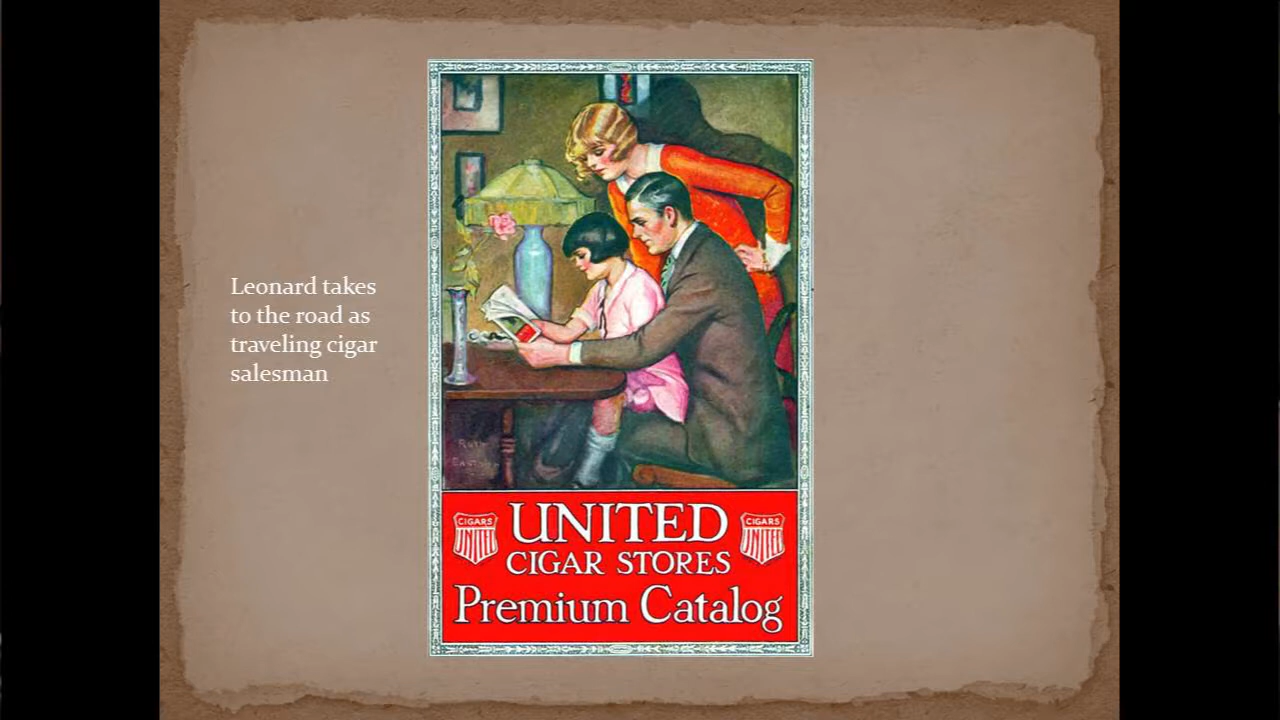 Leonard takes
to the road as
traveling cigar
salesman
CIGARS
UNITED
CIGARS
UNITED
UNITED
CIGAR STORES
Premium Catalog